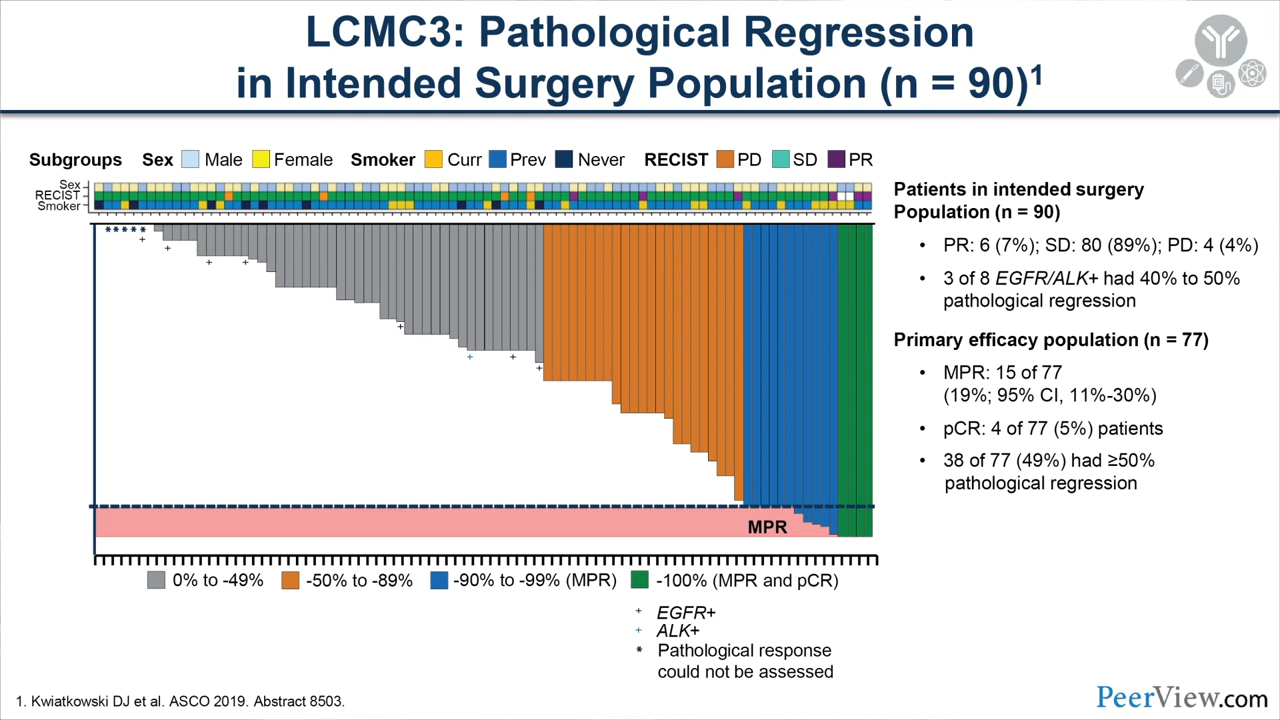 LCMC3: Pathological Regression
in Intended Surgery Population (n = 90)1
Subgroups Sex Male Female Smoker Curr Prev Never RECIST PD SD PR
Sex
RECIST
Smoker
* * * * *
+
+
+ +
+
+ +
+
MPR
0% to -49% -50% to -89% -90% to -99% (MPR) -100% (MPR and pCR)
+ EGFR+
+ ALK+
* Pathological response
could not be assessed
Patients in intended surgery
Population (n = 90)
• PR: 6 (7%); SD: 80 (89%); PD: 4 (4%)
• 3 of 8 EGFR/ALK+ had 40% to 50%
pathological regression
Primary efficacy population (n = 77)
• MPR: 15 of 77
(19%; 95% CI, 11%-30%)
• pCR: 4 of 77 (5%) patients
• 38 of 77 (49%) had ≥50%
pathological regression
1. Kwiatkowski DJ et al. ASCO 2019. Abstract 8503.
PeerView.com